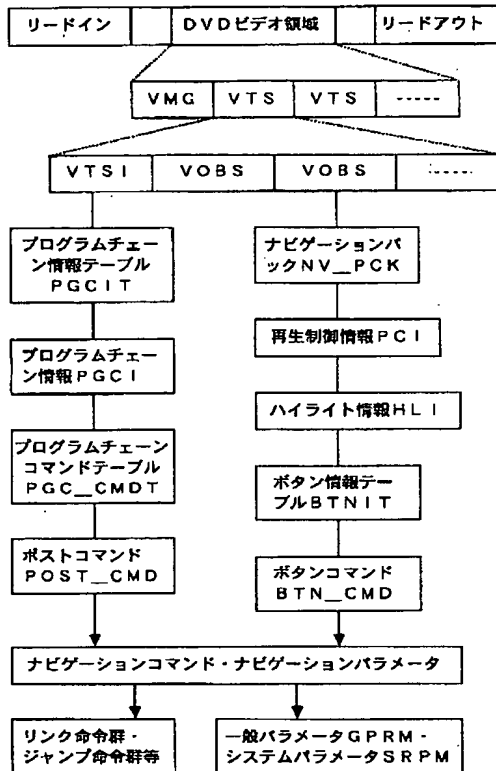 リードイン
DVDビデオ領域
リードアウト
VMG
VTS
VTS
-----
VTSI
VOBS
VOBS
-----
プログラムチェー
ン情報テーブル
PGCIT
ナビゲーションパ
ックNV__PCK
プログラムチェー
ン情報PGCI
再生制御情報PCI
ハイライト情報HLI
プログラムチェーン
コマンドテーブル
PGC__CMDT
ボタン情報テー
ブルBTNIT
ポストコマンド
POST__CMD
ボタンコマンド
BTN__CMD
ナビゲーションコマンド・ナビゲーションパラメータ
リンク命令群・
ジャンプ命令群等
一般パラメータGPRM・
システムパラメータSRPM